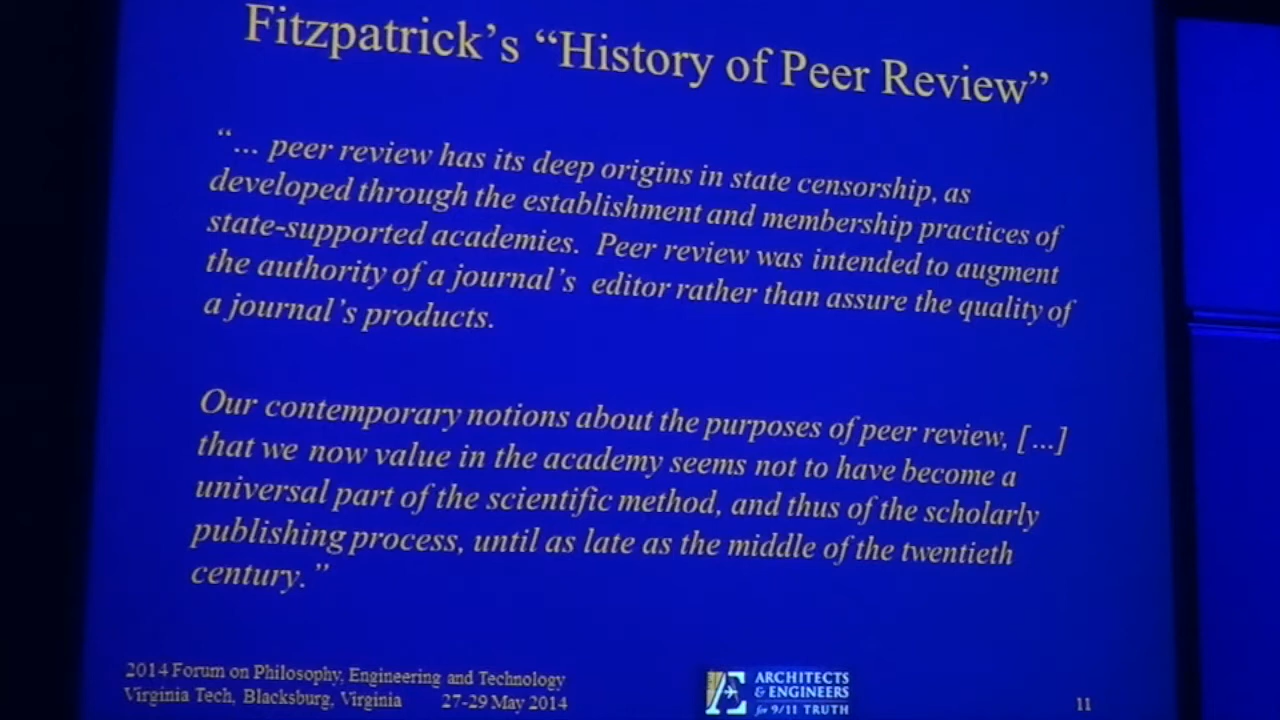 Fitzpatrick's “History of Peer Review”
“... peer review has its deep origins in state censorship, as
developed through the establishment and membership practices of
state-supported academies. Peer review was intended to augment
the authority of a journal's editor rather than assure the quality of
a journal's products.
Our contemporary notions about the purposes of peer review, [...]
that we now value in the academy seems not to have become a
universal part of the scientific method, and thus of the scholarly
publishing process, until as late as the middle of the twentieth
century.”
2014 Forum on Philosophy, Engineering and Technology
Virginia Tech, Blacksburg, Virginia 27-29 May 2014
AE
ARCHITECTS
& ENGINEERS
for 9/11 TRUTH
11